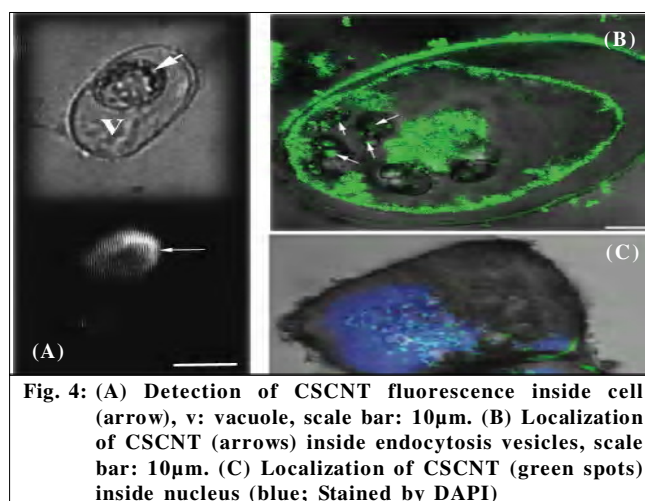 (B)
V
(C)
(A)
Fig. 4: (A) Detection of CSCNT fluorescence inside cell
(arrow), v: vacuole, scale bar: 10µm. (B) Localization
of CSCNT (arrows) inside endocytosis vesicles, scale
bar: 10µm. (C) Localization of CSCNT (green spots)
inside nucleus (blue; Stained by DAPI)